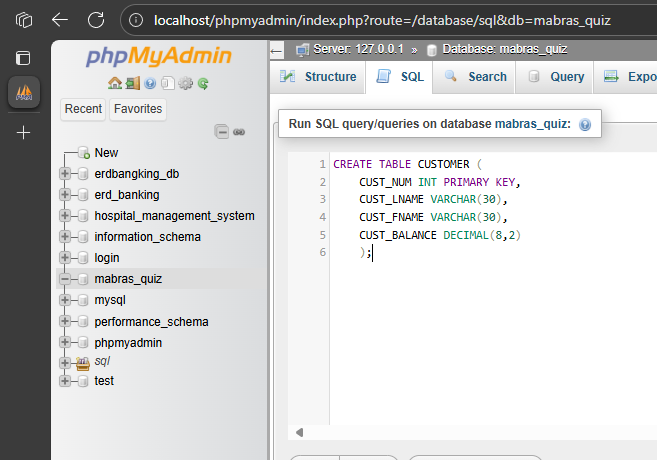 localhost/phpmyadmin/index.php?route=/database/sql&db=mabras_quiz
phpMyAdmin
Recent Favorites
New
erdbangking_db
erd_banking
hospital_management_system
information_schema
login
mabras_quiz
mysql
performance_schema
phpmyadmin
sql
test
Server: 127.0.0.1 » Database: mabras_quiz
Structure SQL Search Query Expo
Run SQL query/queries on database mabras_quiz:
1 CREATE TABLE CUSTOMER (
2 CUST_NUM INT PRIMARY KEY,
3 CUST_LNAME VARCHAR(30),
4 CUST_FNAME VARCHAR(30),
5 CUST_BALANCE DECIMAL(8,2)
6 );